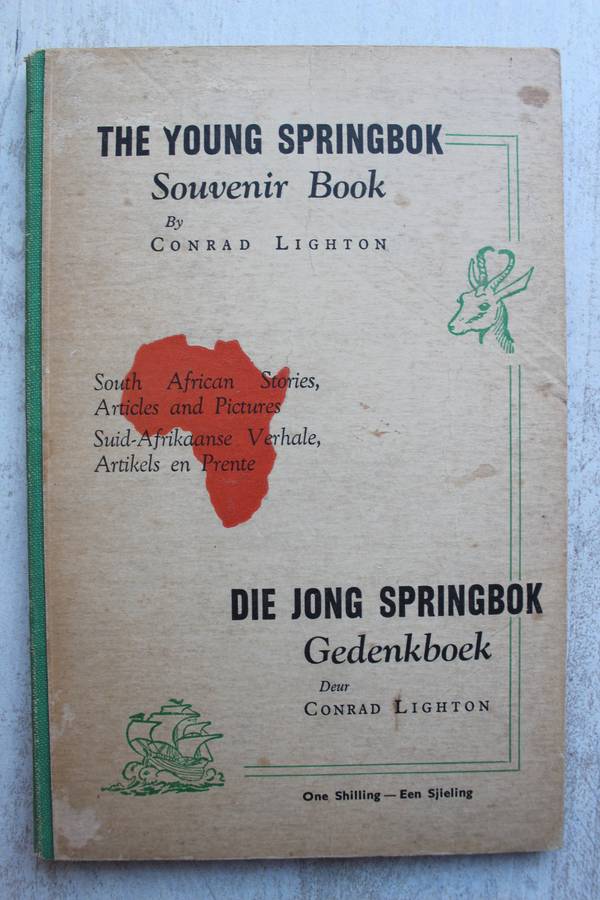 THE YOUNG SPRINGBOK
Souvenir Book
By
CONRAD LIGHTON
South African Stories,
Articles and Pictures
Suid-Afrikaanse Verhale,
Artikels en Prente
DIE JONG SPRINGBOK
Gedenkboek
Deur
CONRAD LIGHTON
One Shilling — Een Sjieling